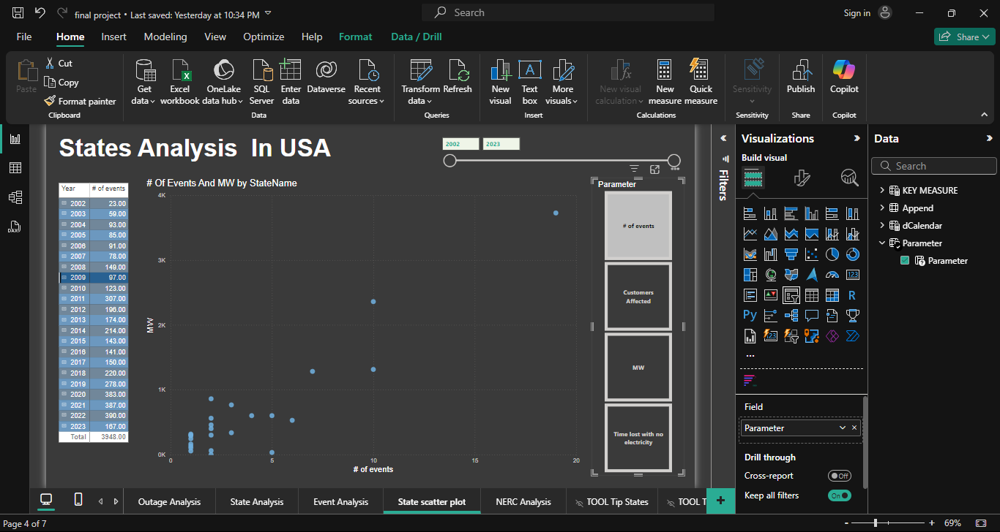 final project • Last saved: Yesterday at 10:34 PM
Search
Sign in
File Home Insert Modeling View Optimize Help Format Data / Drill
Share
Paste
Cut
Copy
Format painter
Clipboard
Get data
Excel workbook
OneLake data hub
SQL Server
Enter data
Dataverse
Recent sources
Data
Transform data
Refresh
Queries
New visual
Text box
More visuals
Insert
New visual calculation
New measure
Quick measure
Calculations
Sensitivity
Sensitivity
Publish
Share
Copilot
Copilot
States Analysis In USA
2002 2023
Year # of events
2002 23.00
2003 59.00
2004 93.00
2005 85.00
2006 91.00
2007 78.00
2008 149.00
2009 97.00
2010 123.00
2011 307.00
2012 196.00
2013 174.00
2014 214.00
2015 143.00
2016 141.00
2017 150.00
2018 220.00
2019 278.00
2020 383.00
2021 387.00
2022 390.00
2023 167.00
Total 3948.00
# Of Events And MW by StateName
4K
3K
2K
1K
0K
MW
0 5 10 15 20
# of events
Parameter
# of events
Customers
Affected
MW
Time lost with no
electricity
Filters
Visualizations
Build visual
R
Py
123
123
...
Field
Parameter
Drill through
Cross-report Off
Keep all filters On
Data
Search
KEY MEASURE
Append
dCalendar
Parameter
Parameter
DAX
Outage Analysis State Analysis Event Analysis State scatter plot NERC Analysis TOOL Tip States TOOL T
Page 4 of 7
- + 69%